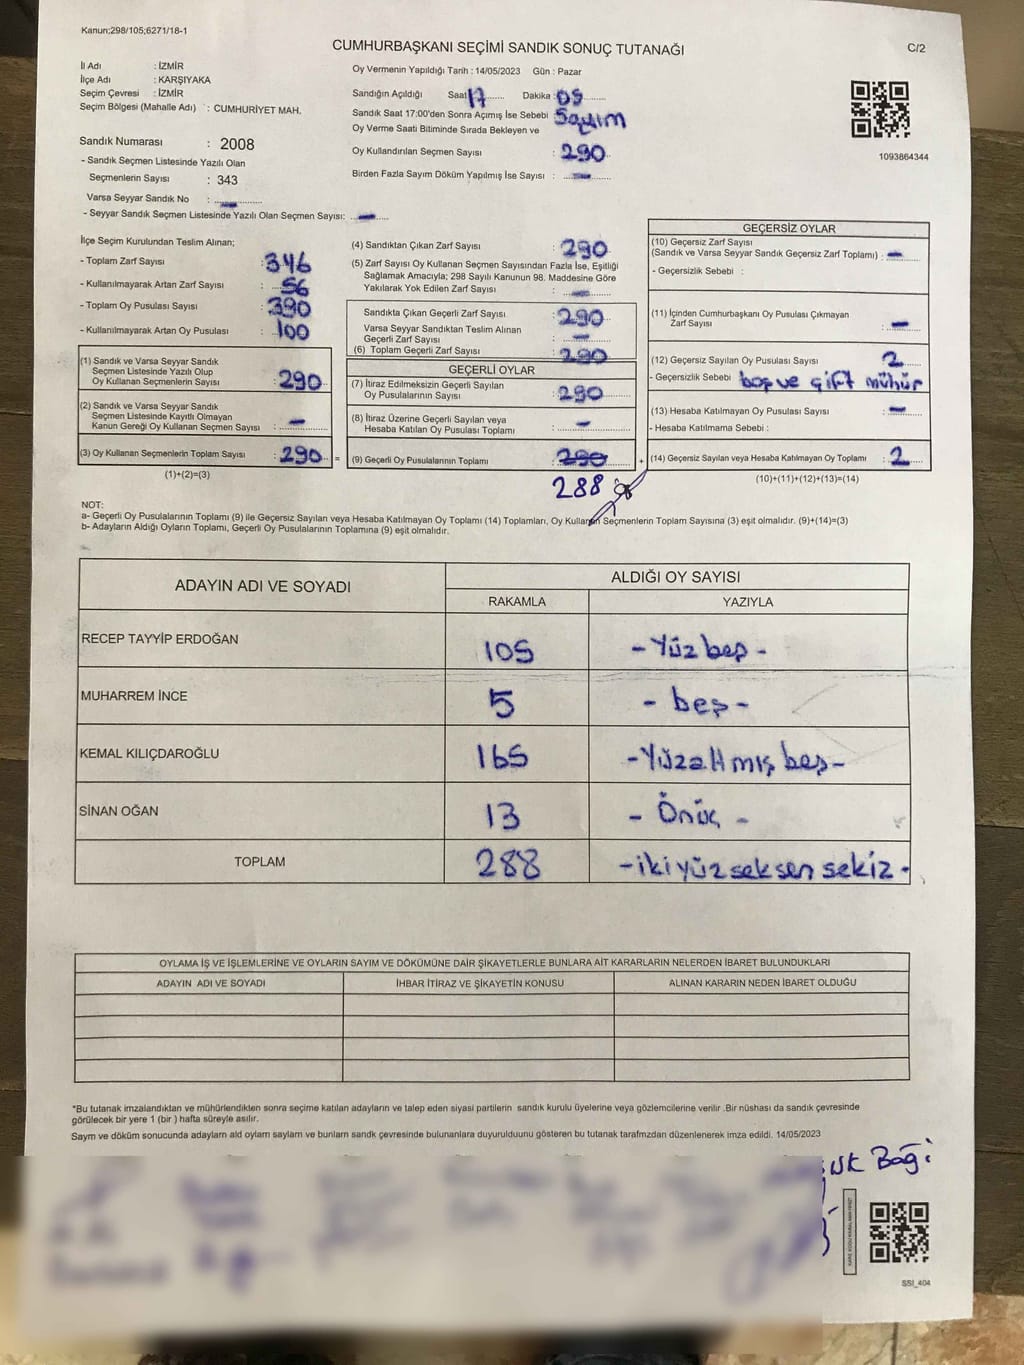 Kanun;298/105;6271/18-1
CUMHURBAŞKANI SEÇİMİ SANDIK SONUÇ TUTANAĞI
C/2
İl Adı : İZMİR
İlçe Adı : KARŞIYAKA
Seçim Çevresi : İZMİR
Seçim Bölgesi (Mahalle Adı) : CUMHURİYET MAH.
Sandık Numarası : 2008
- Sandık Seçmen Listesinde Yazılı Olan
Seçmenlerin Sayısı : 343
Varsa Seyyar Sandık No : -
- Seyyar Sandık Seçmen Listesinde Yazılı Olan Seçmen Sayısı: -
Oy Vermenin Yapıldığı Tarih : 14/05/2023 Gün : Pazar
Sandığın Açıldığı Saat 17 Dakika : 05
Sandık Saat 17:00'den Sonra Açımış İse Sebebi : Sayım
Oy Verme Saati Bitiminde Sırada Bekleyen ve
Oy Kullandırılan Seçmen Sayısı : 290
Birden Fazla Sayım Döküm Yapılmış İse Sayısı : -
1093864344
İlçe Seçim Kurulundan Teslim Alınan;
- Toplam Zarf Sayısı : 346
- Kullanılmayarak Artan Zarf Sayısı : 56
- Toplam Oy Pusulası Sayısı : 390
- Kullanılmayarak Artan Oy Pusulası : 100
(1) Sandık ve Varsa Seyyar Sandık
Seçmen Listesinde Yazılı Olup
Oy Kullanan Seçmenlerin Sayısı : 290
(2) Sandık ve Varsa Seyyar Sandık
Seçmen Listesinde Kayıtlı Olmayan
Kanun Gereği Oy Kullanan Seçmen Sayısı : -
(3) Oy Kullanan Seçmenlerin Toplam Sayısı : 290 =
(1)+(2)=(3)
(4) Sandıktan Çıkan Zarf Sayısı : 290
(5) Zarf Sayısı Oy Kullanan Seçmen Sayısından Fazla İse, Eşitliği
Sağlamak Amacıyla; 298 Sayılı Kanunun 98. Maddesine Göre
Yakılarak Yok Edilen Zarf Sayısı : -
Sandıkta Çıkan Geçerli Zarf Sayısı : 290
Varsa Seyyar Sandıktan Teslim Alınan
Geçerli Zarf Sayısı : -
(6) Toplam Geçerli Zarf Sayısı : 290
GEÇERLİ OYLAR
(7) İtiraz Edilmeksizin Geçerli Sayılan
Oy Pusulalarının Sayısı : 290
(8) İtiraz Üzerine Geçerli Sayılan veya
Hesaba Katılan Oy Pusulası Toplamı : -
(9) Geçerli Oy Pusulalarının Toplamı : 290 +
288
GEÇERSİZ OYLAR
(10) Geçersiz Zarf Sayısı
(Sandık ve Varsa Seyyar Sandık Geçersiz Zarf Toplamı) : -
- Geçersizlik Sebebi :
(11) İçinden Cumhurbaşkanı Oy Pusulası Çıkmayan
Zarf Sayısı : -
(12) Geçersiz Sayılan Oy Pusulası Sayısı : 2
- Geçersizlik Sebebi : boş ve çift mühür
(13) Hesaba Katılmayan Oy Pusulası Sayısı : -
- Hesaba Katılmama Sebebi :
(14) Geçersiz Sayılan veya Hesaba Katılmayan Oy Toplamı : 2
(10)+(11)+(12)+(13)=(14)
NOT:
a- Geçerli Oy Pusulalarının Toplamı (9) ile Geçersiz Sayılan veya Hesaba Katılmayan Oy Toplamı (14) Toplamları, Oy Kullanan Seçmenlerin Toplam Sayısına (3) eşit olmalıdır. (9)+(14)=(3)
b- Adayların Aldığı Oyların Toplamı, Geçerli Oy Pusulalarının Toplamına (9) eşit olmalıdır.
ADAYIN ADI VE SOYADI
ALDIĞI OY SAYISI
RAKAMLA YAZIYLA
RECEP TAYYİP ERDOĞAN 105 - Yüz beş -
MUHARREM İNCE 5 - beş -
KEMAL KILIÇDAROĞLU 165 - Yüzaltmış beş -
SİNAN OĞAN 13 - Önüç -
TOPLAM 288 - ikiyüz seksen sekiz -
OYLAMA İŞ VE İŞLEMLERİNE VE OYLARIN SAYIM VE DÖKÜMÜNE DAİR ŞİKAYETLERLE BUNLARA AİT KARARLARIN NELERDEN İBARET BULUNDUKLARI
ADAYIN ADI VE SOYADI İHBAR İTİRAZ VE ŞİKAYETİN KONUSU ALINAN KARARIN NEDEN İBARET OLDUĞU
*Bu tutanak imzalandıktan ve mühürlendikten sonra seçime katılan adayların ve talep eden siyasi partilerin sandık kurulu üyelerine veya gözlemcilerine verilir .Bir nüshası da sandık çevresinde
görülecek bir yere 1 (bir ) hafta süreyle asılır.
Sayım ve döküm sonucunda adayların ald oyların sayların ve bunların sandk çevresinde bulunanlara duyurulduunu gösteren bu tutanak tarafmzdan düzenlenerek imza edildi. 14/05/2023
SSI_404